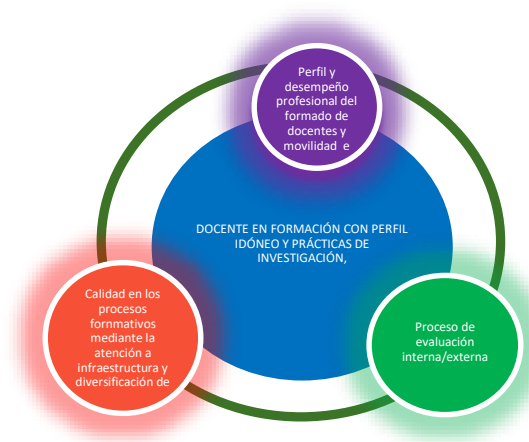 Perfil y
desempeño
profesional del
formado de
docentes y
movilidad e
DOCENTE EN FORMACIÓN CON PERFIL
IDÓNEO Y PRÁCTICAS DE
INVESTIGACIÓN,
Calidad en los
procesos
fornmativos
mediante la
atención a
infraestructura y
diversificación de
Proceso de
evaluación
interna/externa